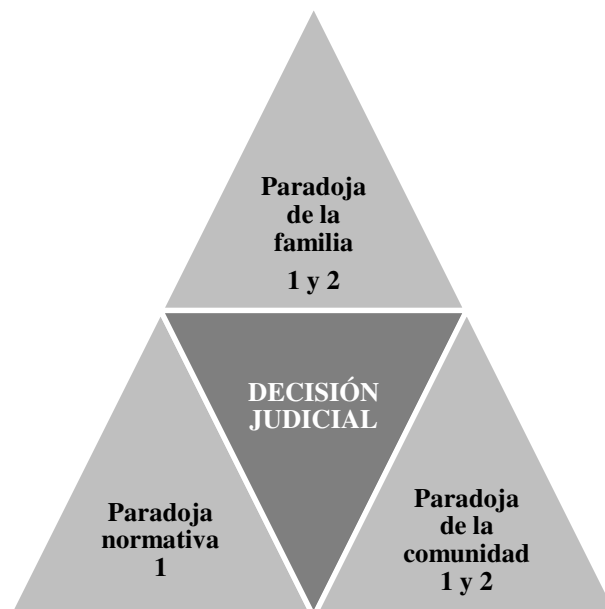 Paradoja
de la
familia
1 y 2
DECISIÓN
JUDICIAL
Paradoja
normativa
1
Paradoja
de la
comunidad
1 y 2